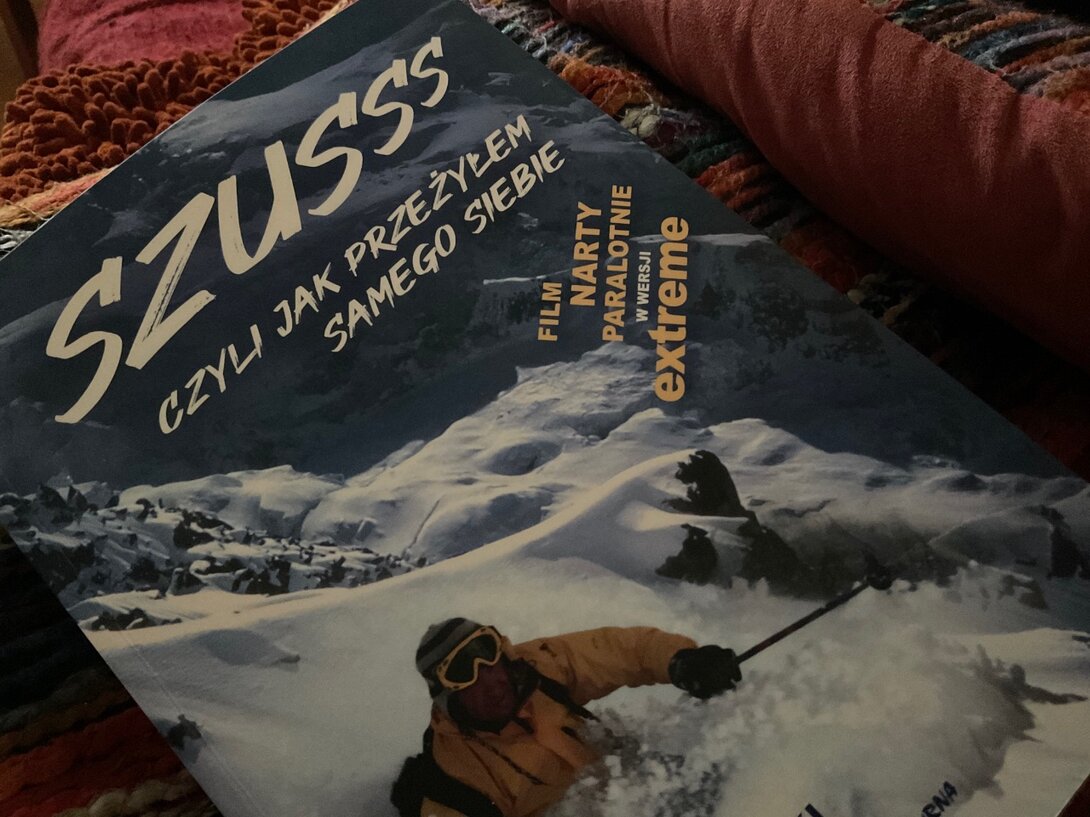 SZUSSS
CZYLI JAK PRZEŻYŁEM
SAMEGO SIEBIE
FILM
NARTY
PARALOTNIE
W WERSJI
extreme